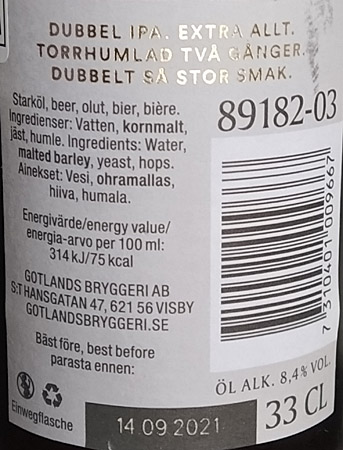 DUBBEL IPA. EXTRA ALLT.
TORRHUMLAD TVÅ GÅNGER.
DUBBELT SÅ STOR SMAK.
Starköl, beer, olut, bier, bière.
Ingredienser: Vatten, kornmalt,
jäst, humle. Ingredients: Water,
malted barley, yeast, hops.
Ainekset: Vesi, ohramallas,
hiiva, humala.
Energivärde/energy value/
energia-arvo per 100 ml:
314 kJ/75 kcal
GOTLANDS BRYGGERI AB
S:T HANSGATAN 47, 621 56 VISBY
GOTLANDSBRYGGERI.SE
Bäst före, best before
parasta ennen:
Einwegflasche
14 09 2021
89182-03
7 310401 009667
ÖL ALK. 8,4% VOL.
33 CL